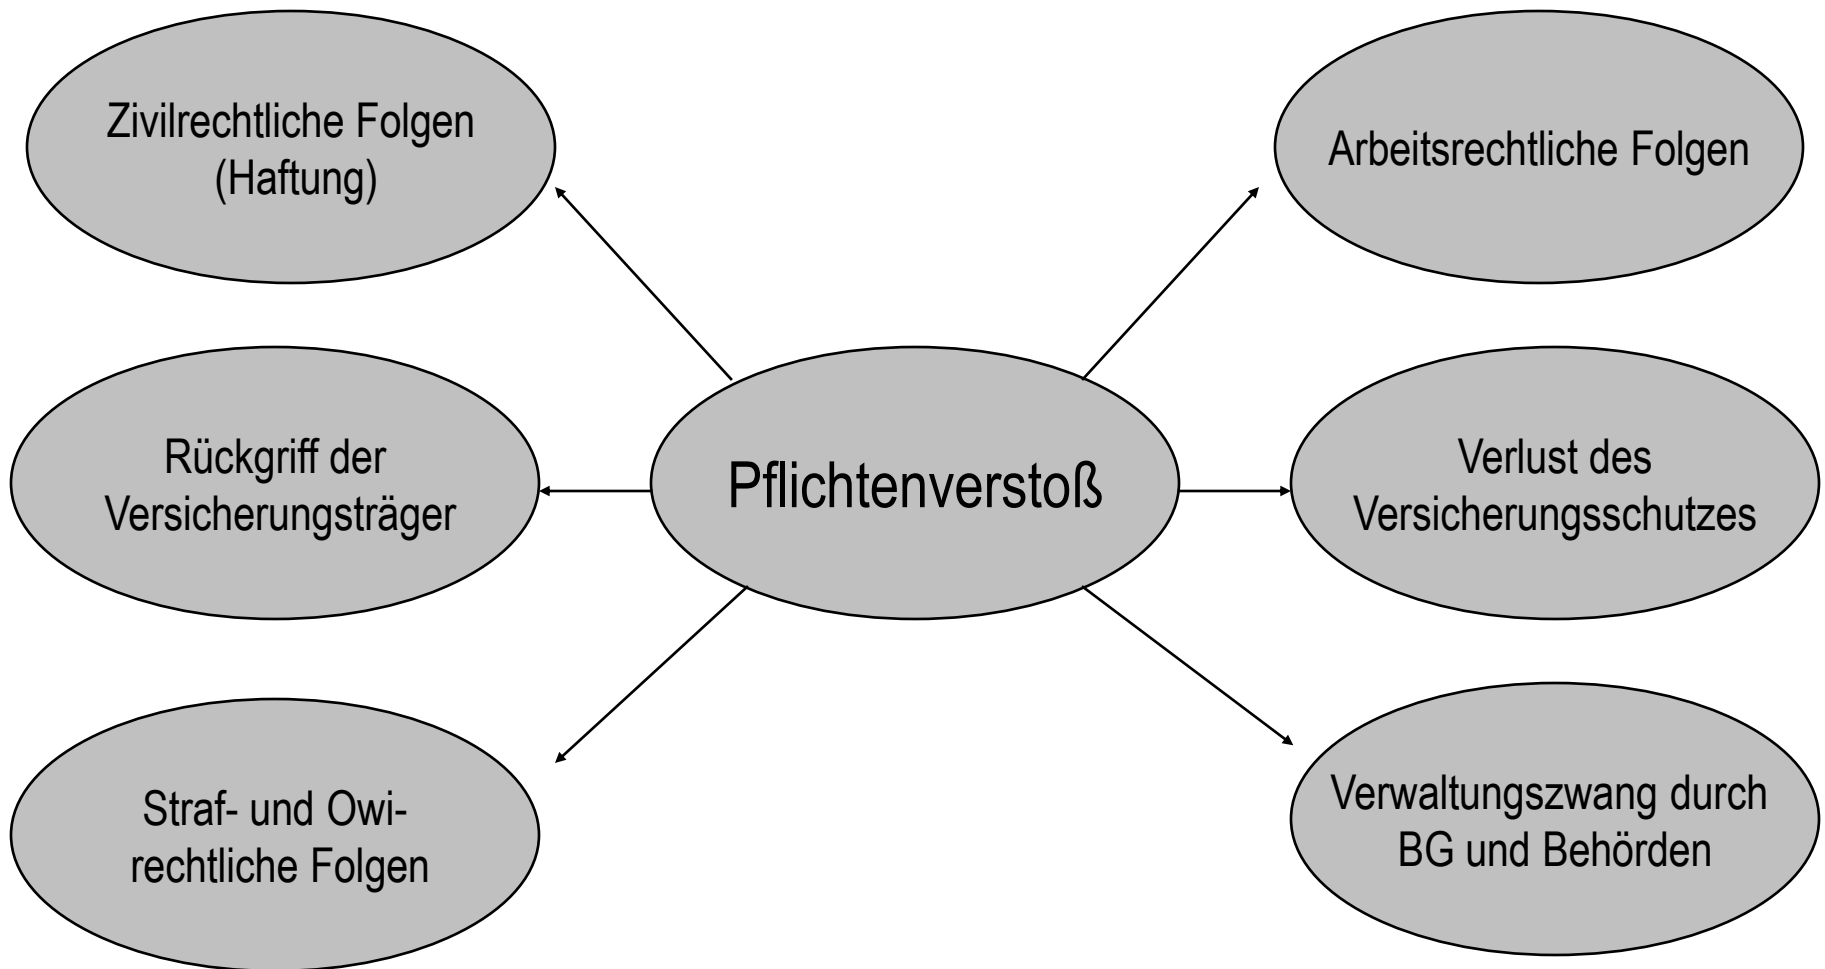 Zivilrechtliche Folgen
(Haftung)
Arbeitsrechtliche Folgen
Rückgriff der
Versicherungsträger
Pflichtenverstoß
Verlust des
Versicherungsschutzes
Straf- und Owi-
rechtliche Folgen
Verwaltungszwang durch
BG und Behörden